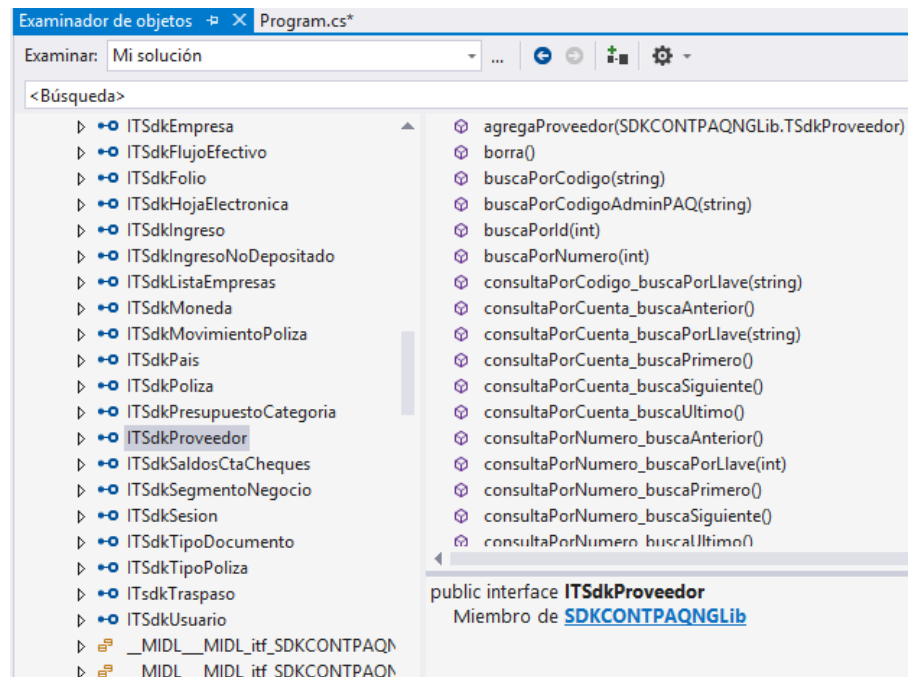 Examinador de objetos
Program.cs*
Examinar: Mi solución
...
<Búsqueda>
ITSdkEmpresa
ITSdkFlujoEfectivo
ITSdkFolio
ITSdkHojaElectronica
ITSdkIngreso
ITSdkIngresoNoDepositado
ITSdkListaEmpresas
ITSdkMoneda
ITSdkMovimientoPoliza
ITSdkPais
ITSdkPoliza
ITSdkPresupuestoCategoria
ITSdkProveedor
ITSdkSaldosCtaCheques
ITSdkSegmentoNegocio
ITSdkSesion
ITSdkTipoDocumento
ITSdkTipoPoliza
ITsdkTraspaso
ITSdkUsuario
__MIDL___MIDL_itf_SDKCONTPAQN
__MIDL___MIDL_itf_SDKCONTPAQN
agregaProveedor(SDKCONTPAQNGLib.TSdkProveedor)
borra()
buscaPorCodigo(string)
buscaPorCodigoAdminPAQ(string)
buscaPorId(int)
buscaPorNumero(int)
consultaPorCodigo_buscaPorLlave(string)
consultaPorCuenta_buscaAnterior()
consultaPorCuenta_buscaPorLlave(string)
consultaPorCuenta_buscaPrimero()
consultaPorCuenta_buscaSiguiente()
consultaPorCuenta_buscaUltimo()
consultaPorNumero_buscaAnterior()
consultaPorNumero_buscaPorLlave(int)
consultaPorNumero_buscaPrimero()
consultaPorNumero_buscaSiguiente()
consultaPorNumero_buscaUltimo()
public interface ITSdkProveedor
Miembro de SDKCONTPAQNGLib